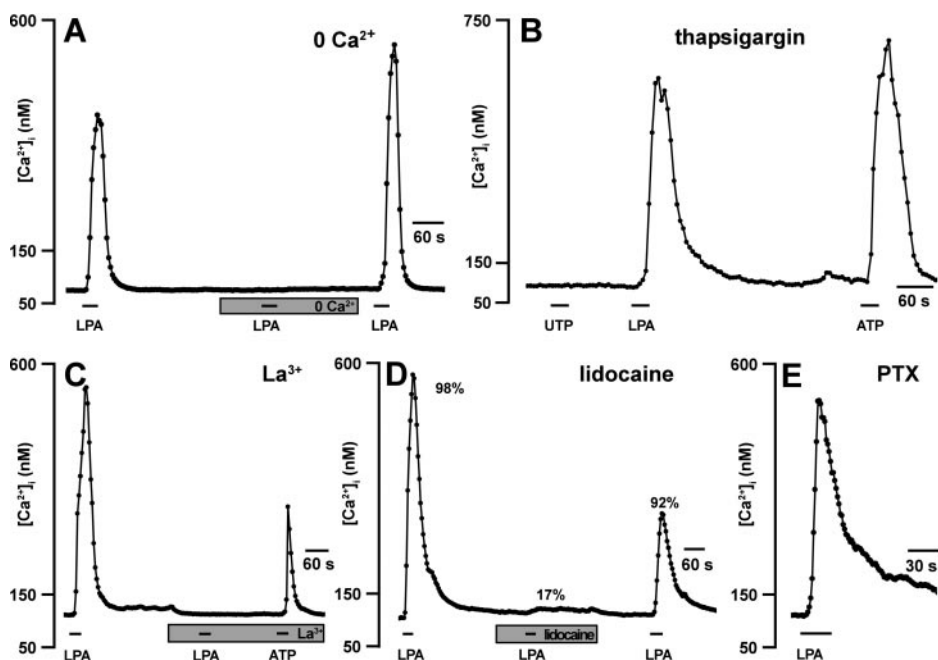 A
0 Ca²⁺
600
[Ca²⁺]ᵢ (nM)
150
50
60 s
0 Ca²⁺
LPA
LPA
LPA
B
thapsigargin
750
[Ca²⁺]ᵢ (nM)
150
50
60 s
UTP
LPA
ATP
C
La³⁺
600
[Ca²⁺]ᵢ (nM)
150
50
60 s
La³⁺
LPA
LPA
ATP
D
lidocaine
600
[Ca²⁺]ᵢ (nM)
150
50
98%
17%
92%
60 s
lidocaine
LPA
LPA
LPA
E
PTX
600
[Ca²⁺]ᵢ (nM)
150
50
30 s
LPA